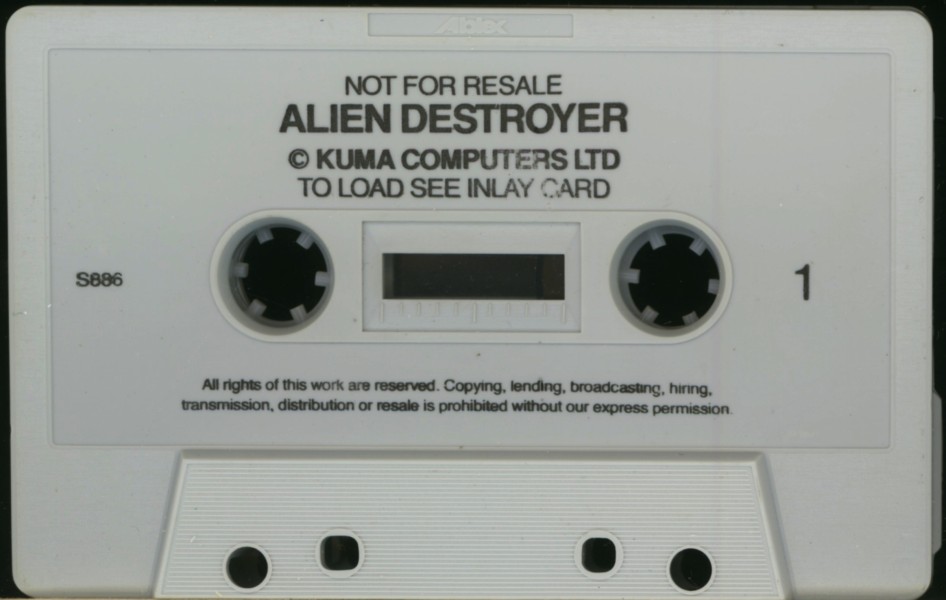 Ablex
NOT FOR RESALE
ALIEN DESTROYER
© KUMA COMPUTERS LTD
TO LOAD SEE INLAY CARD
S886
1
All rights of this work are reserved. Copying, lending, broadcasting, hiring,
transmission, distribution or resale is prohibited without our express permission.